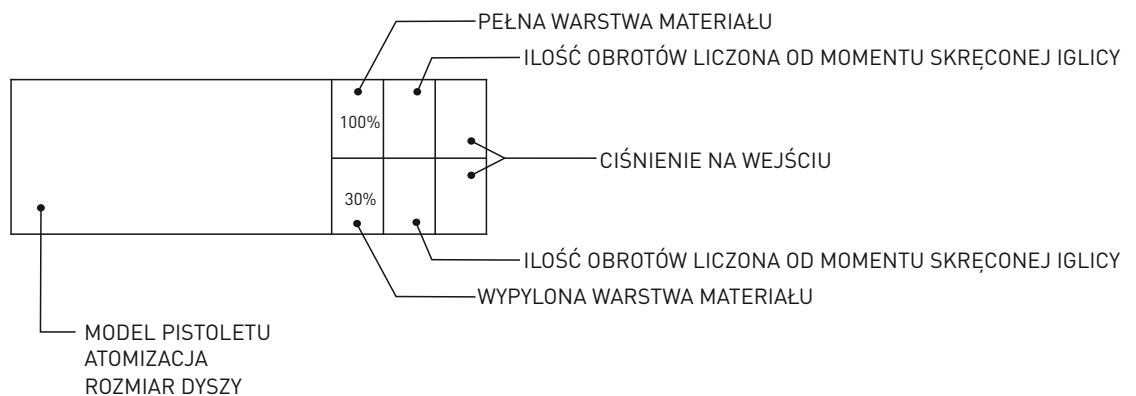 PEŁNA WARSTWA MATERIAŁU
ILOŚĆ OBROTÓW LICZONA OD MOMENTU SKRĘCONEJ IGLICY
100%
CIŚNIENIE NA WEJŚCIU
30%
ILOŚĆ OBROTÓW LICZONA OD MOMENTU SKRĘCONEJ IGLICY
WYPYLONA WARSTWA MATERIAŁU
MODEL PISTOLETU
ATOMIZACJA
ROZMIAR DYSZY